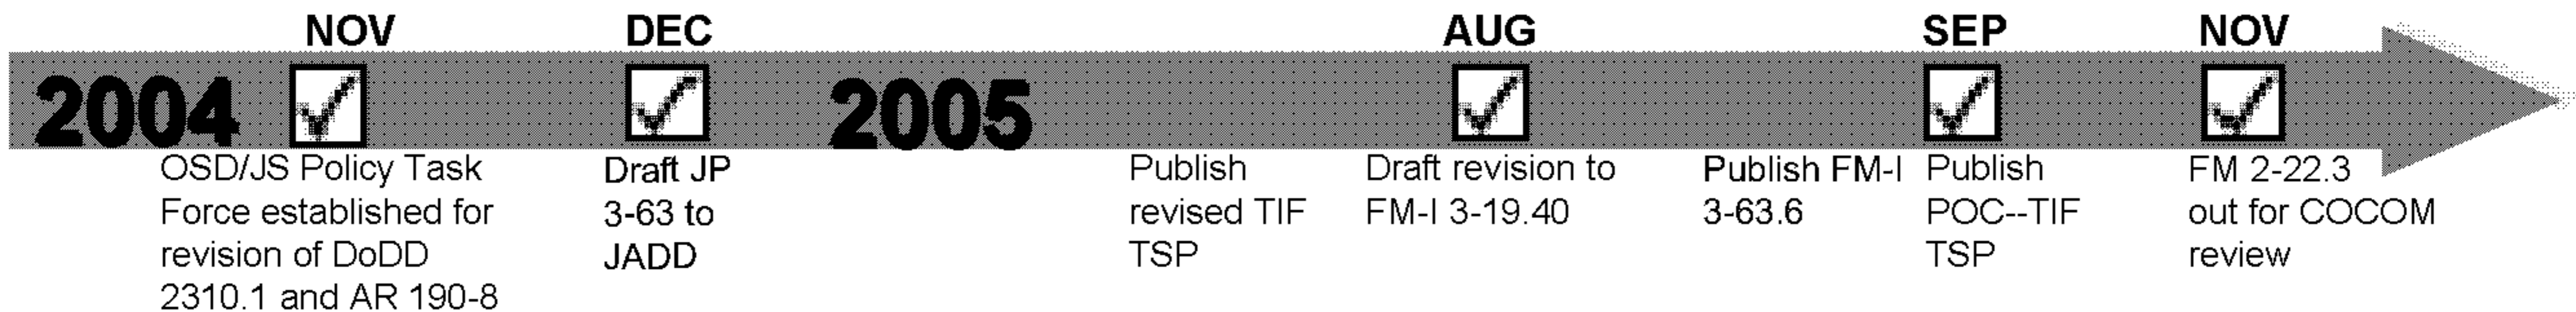 NOV
DEC
AUG
SEP
NOV
2004
2005
OSD/JS Policy Task
Force established for
revision of DoDD
2310.1 and AR 190-8
Draft JP
3-63 to
JADD
Publish
revised TIF
TSP
Draft revision to
FM-I 3-19.40
Publish FM-I
3-63.6
Publish
POC--TIF
TSP
FM 2-22.3
out for COCOM
review